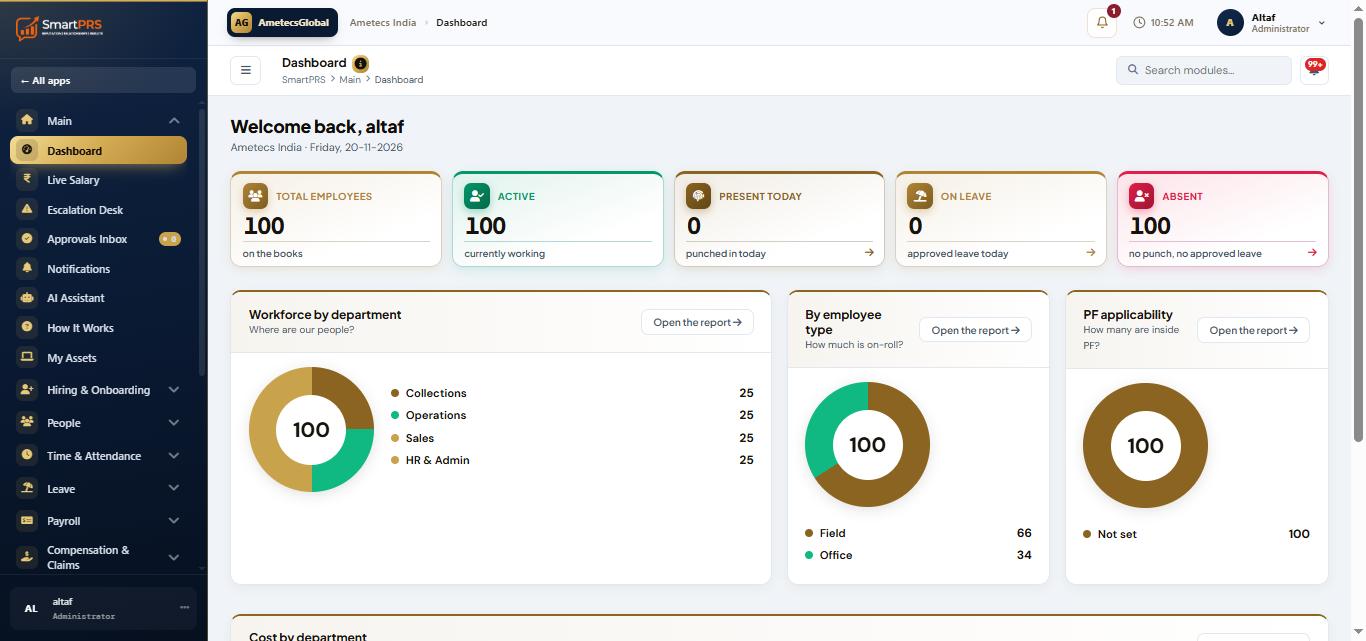 SmartPRS
← All apps
Main
Dashboard
Live Salary
Escalation Desk
Approvals Inbox
0
Notifications
AI Assistant
How It Works
My Assets
Hiring & Onboarding
People
Time & Attendance
Leave
Payroll
Compensation &
Claims
AL
altaf
Administrator
AG AmetecsGlobal
Ametecs India › Dashboard
1
10:52 AM
A
Altaf
Administrator
Dashboard
SmartPRS > Main > Dashboard
Search modules...
99+
Welcome back, altaf
Ametecs India · Friday, 20-11-2026
TOTAL EMPLOYEES
100
on the books
ACTIVE
100
currently working
PRESENT TODAY
0
punched in today →
ON LEAVE
0
approved leave today →
ABSENT
100
no punch, no approved leave →
Workforce by department
Where are our people?
Open the report→
100
Collections 25
Operations 25
Sales 25
HR & Admin 25
By employee
type
How much is on-roll?
Open the report→
100
Field 66
Office 34
PF applicability
How many are inside
PF?
Open the report→
100
Not set 100
Cost by department